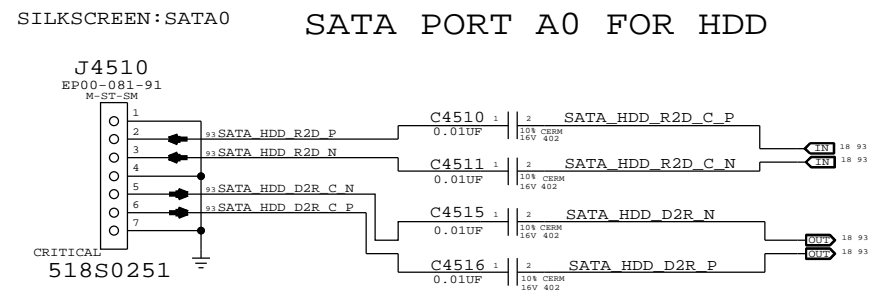 SILKSCREEN:SATA0
SATA PORT A0 FOR HDD
J4510
EP00-081-91
M-ST-SM
1
2
3
4
5
6
7
93 SATA_HDD_R2D_P
93 SATA_HDD_R2D_N
93 SATA_HDD_D2R_C_N
93 SATA_HDD_D2R_C_P
CRITICAL
518S0251
C4510 1 2 SATA_HDD_R2D_C_P
0.01UF 10% CERM
16V 402
IN 18 93
IN 18 93
C4511 1 2 SATA_HDD_R2D_C_N
0.01UF 10% CERM
16V 402
C4515 1 2 SATA_HDD_D2R_N
0.01UF 10% CERM
16V 402
OUT 18 93
OUT 18 93
C4516 1 2 SATA_HDD_D2R_P
0.01UF 10% CERM
16V 402